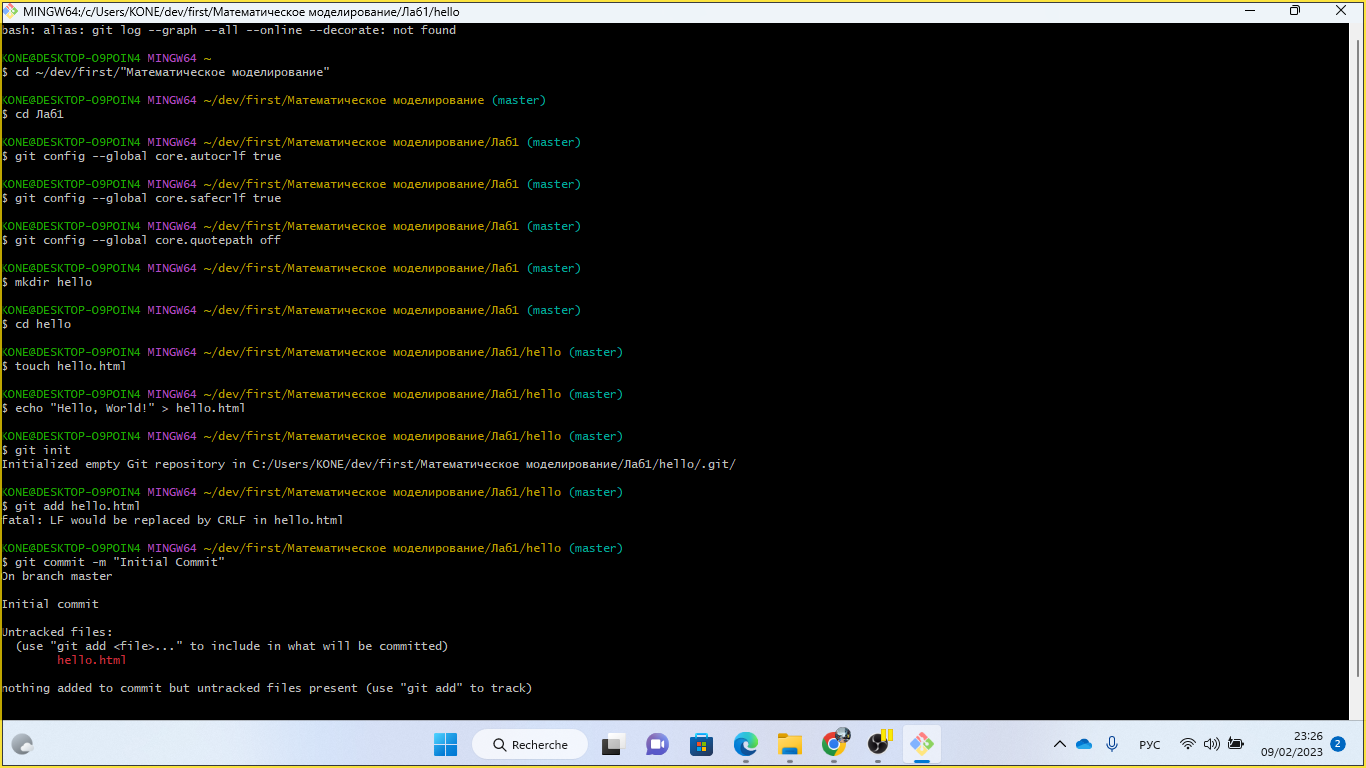 MINGW64:/c/Users/KONE/dev/first/Математическое моделирование/Лаб1/hello
bash: alias: git log --graph --all --online --decorate: not found
KONE@DESKTOP-O9POIN4 MINGW64 ~
$ cd ~/dev/first/"Математическое моделирование"
KONE@DESKTOP-O9POIN4 MINGW64 ~/dev/first/Математическое моделирование (master)
$ cd Лаб1
KONE@DESKTOP-O9POIN4 MINGW64 ~/dev/first/Математическое моделирование/Лаб1 (master)
$ git config --global core.autocrlf true
KONE@DESKTOP-O9POIN4 MINGW64 ~/dev/first/Математическое моделирование/Лаб1 (master)
$ git config --global core.safecrlf true
KONE@DESKTOP-O9POIN4 MINGW64 ~/dev/first/Математическое моделирование/Лаб1 (master)
$ git config --global core.quotepath off
KONE@DESKTOP-O9POIN4 MINGW64 ~/dev/first/Математическое моделирование/Лаб1 (master)
$ mkdir hello
KONE@DESKTOP-O9POIN4 MINGW64 ~/dev/first/Математическое моделирование/Лаб1 (master)
$ cd hello
KONE@DESKTOP-O9POIN4 MINGW64 ~/dev/first/Математическое моделирование/Лаб1/hello (master)
$ touch hello.html
KONE@DESKTOP-O9POIN4 MINGW64 ~/dev/first/Математическое моделирование/Лаб1/hello (master)
$ echo "Hello, World!" > hello.html
KONE@DESKTOP-O9POIN4 MINGW64 ~/dev/first/Математическое моделирование/Лаб1/hello (master)
$ git init
Initialized empty Git repository in C:/Users/KONE/dev/first/Математическое моделирование/Лаб1/hello/.git/
KONE@DESKTOP-O9POIN4 MINGW64 ~/dev/first/Математическое моделирование/Лаб1/hello (master)
$ git add hello.html
fatal: LF would be replaced by CRLF in hello.html
KONE@DESKTOP-O9POIN4 MINGW64 ~/dev/first/Математическое моделирование/Лаб1/hello (master)
$ git commit -m "Initial Commit"
On branch master
Initial commit
Untracked files:
(use "git add <file>..." to include in what will be committed)
hello.html
nothing added to commit but untracked files present (use "git add" to track)
Recherche
РУС
23:26
09/02/2023
2